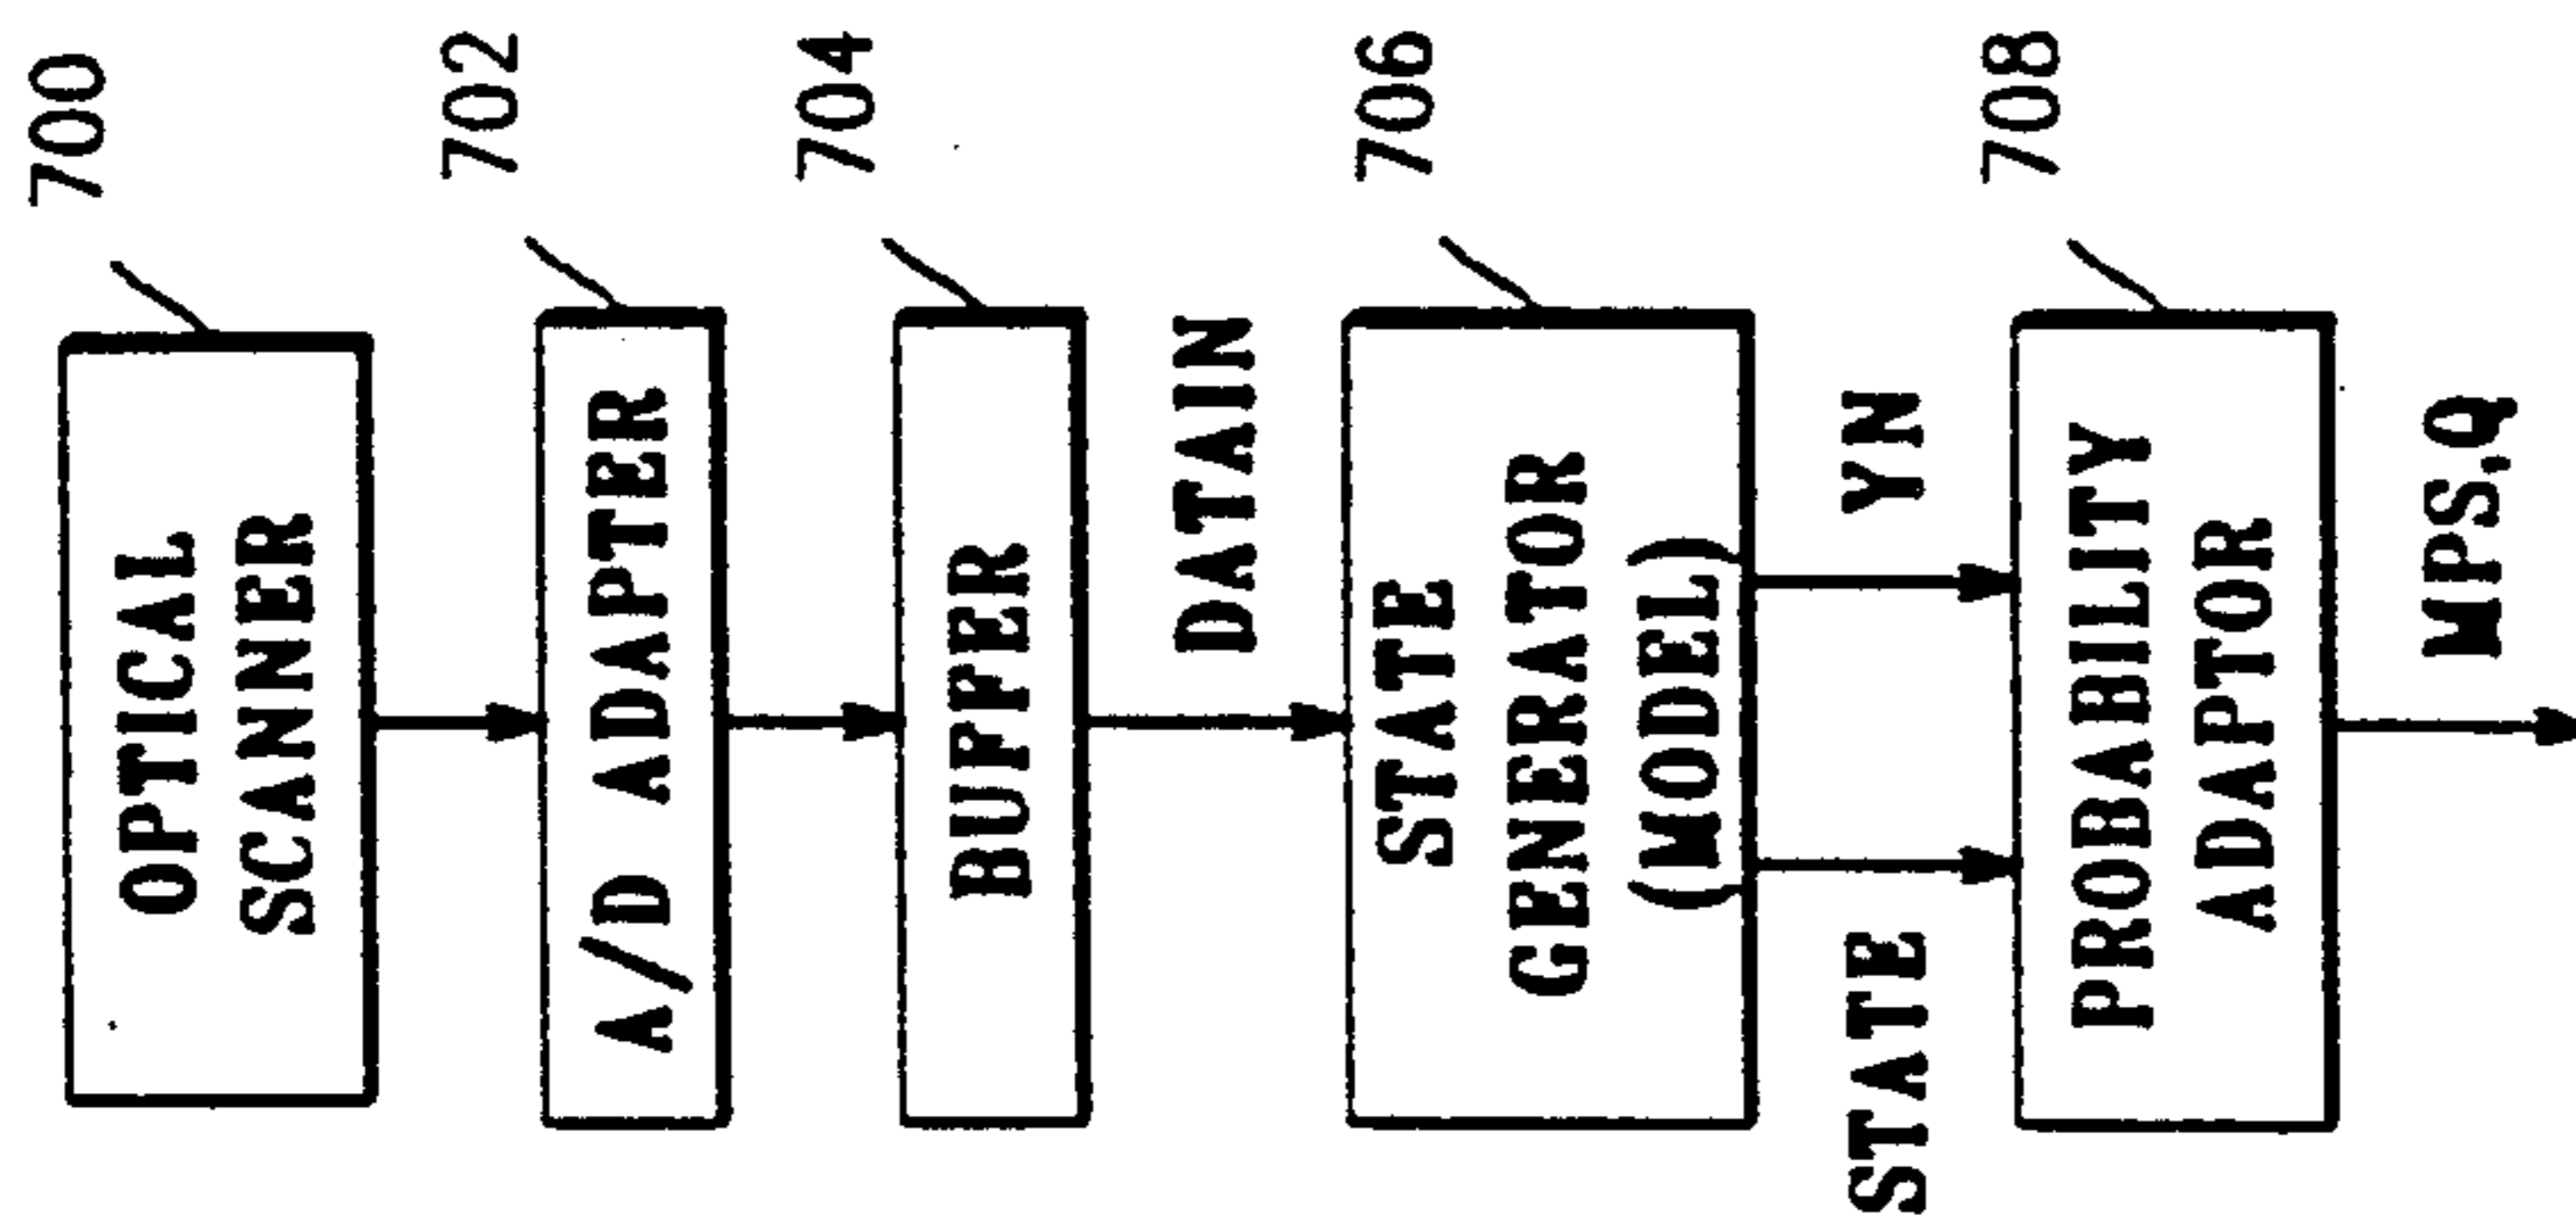 700
OPTICAL
SCANNER
702
A/D ADAPTER
704
BUFFER
DATAIN
706
STATE
GENERATOR
(MODEL)
STATE
YN
708
PROBABILITY
ADAPTOR
MPS,Q